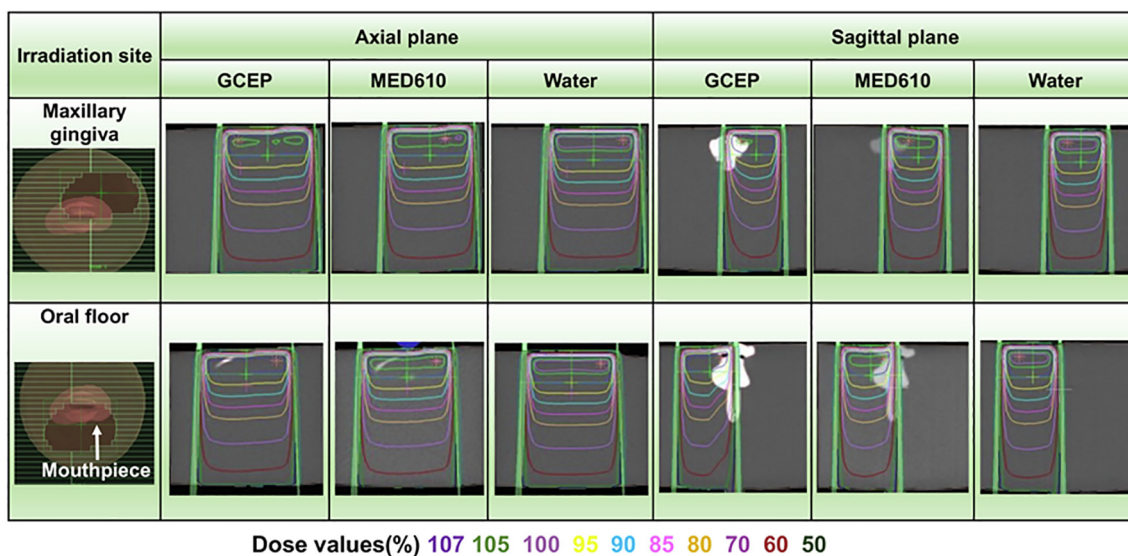 Irradiation site
Axial plane
Sagittal plane
GCEP
MED610
Water
GCEP
MED610
Water
Maxillary
gingiva
Oral floor
Mouthpiece
Dose values(%) 107 105 100 95 90 85 80 70 60 50